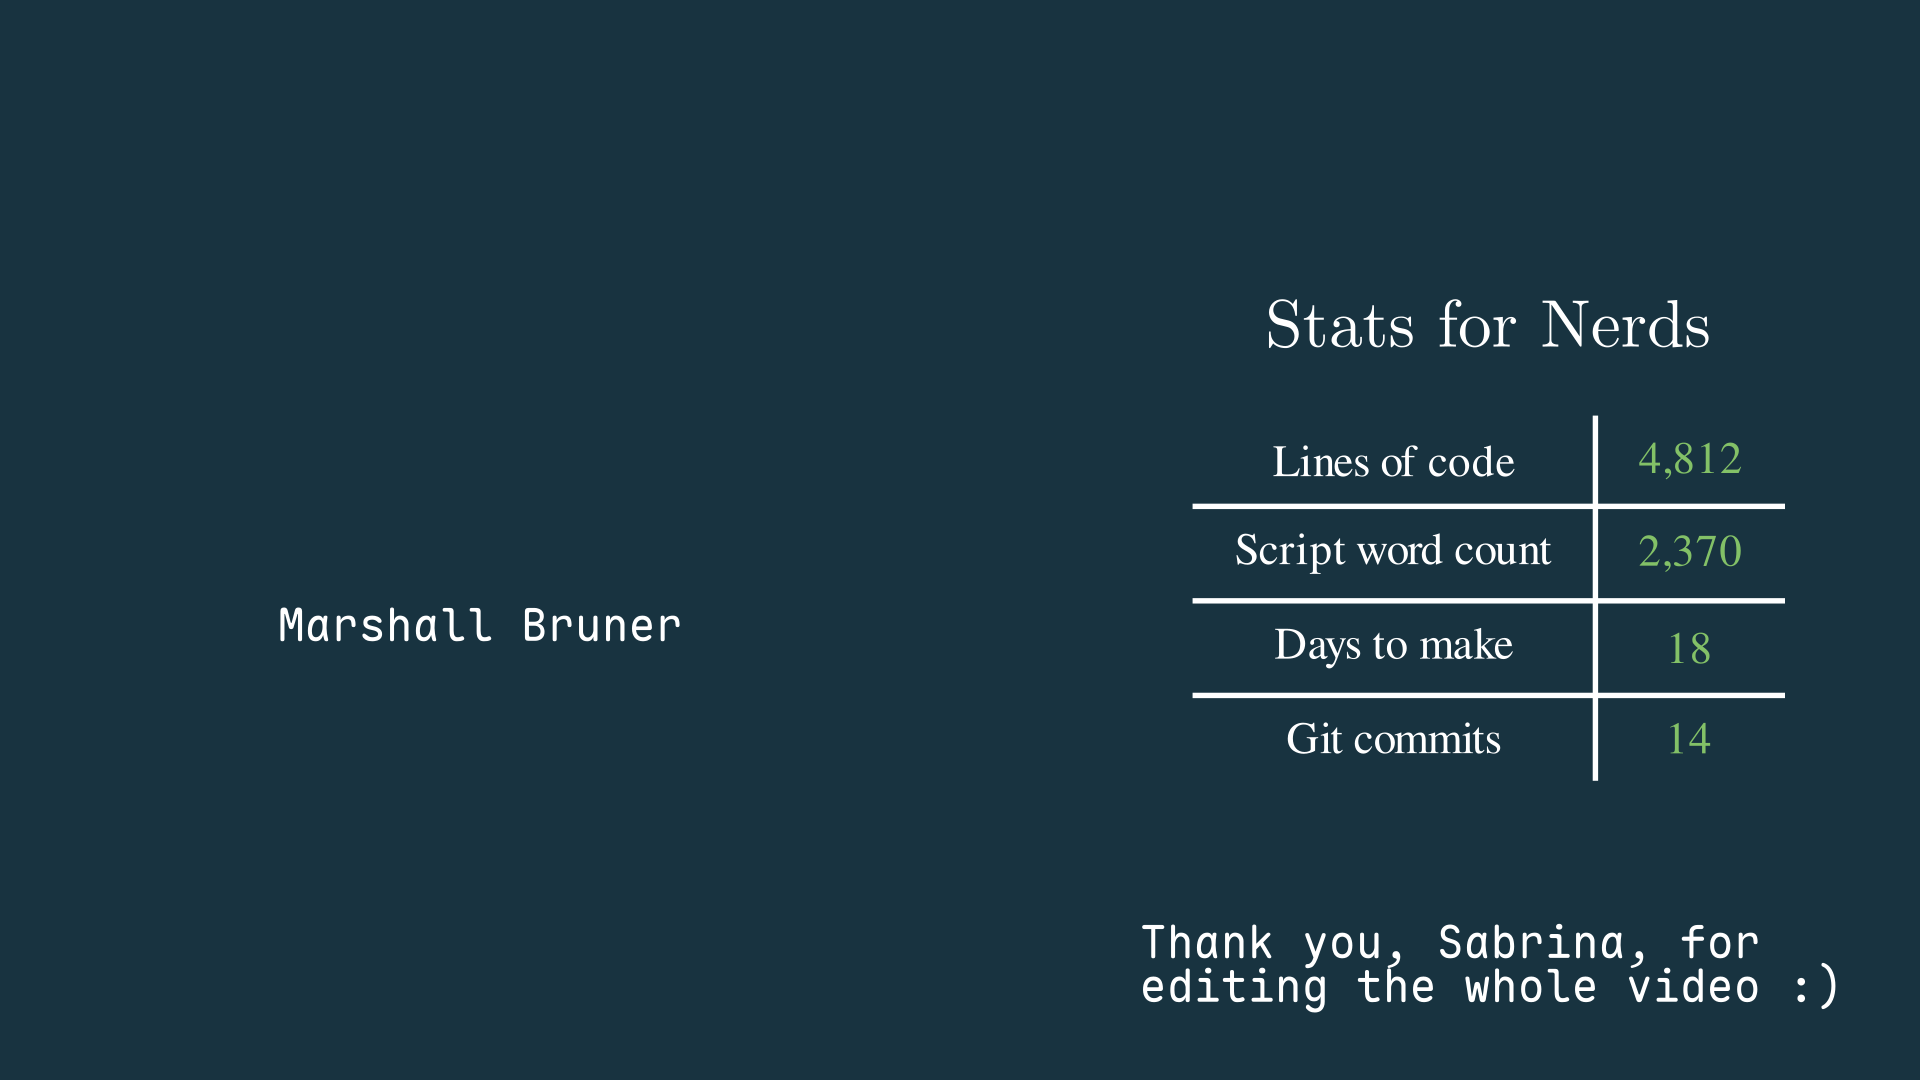 Marshall Bruner
Stats for Nerds
Lines of code 4,812
Script word count 2,370
Days to make 18
Git commits 14
Thank you, Sabrina, for
editing the whole video :)